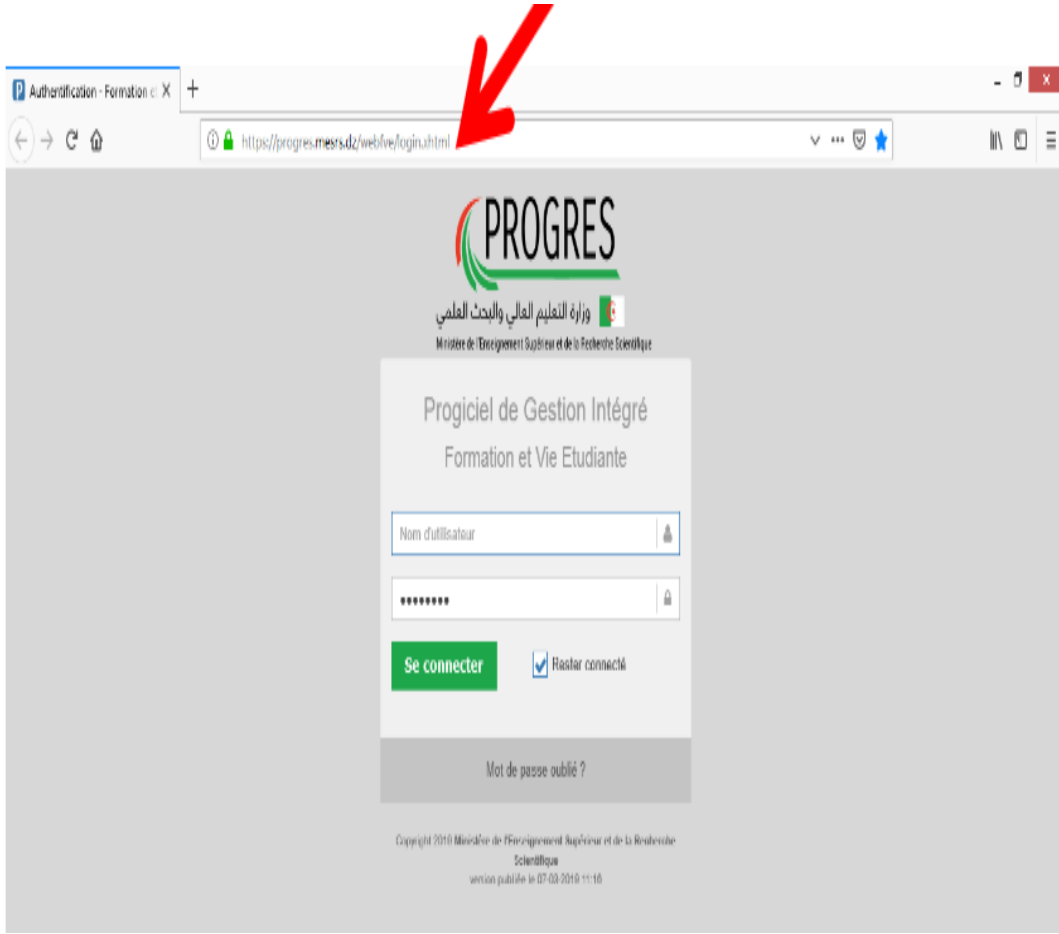 Authentification - Formation et
https://progres.mesrs.dz/webfve/login.xhtml
PROGRES
وزارة التعليم العالي والبحث العلمي
Ministère de l'Enseignement Supérieur et de la Recherche Scientifique
Progiciel de Gestion Intégré
Formation et Vie Etudiante
Nom d'utilisateur
••••••••
Se connecter
Rester connecté
Mot de passe oublié ?
Copyright 2019 Ministère de l'Enseignement Supérieur et de la Recherche
Scientifique
version publiée le 07-03-2019 11:10